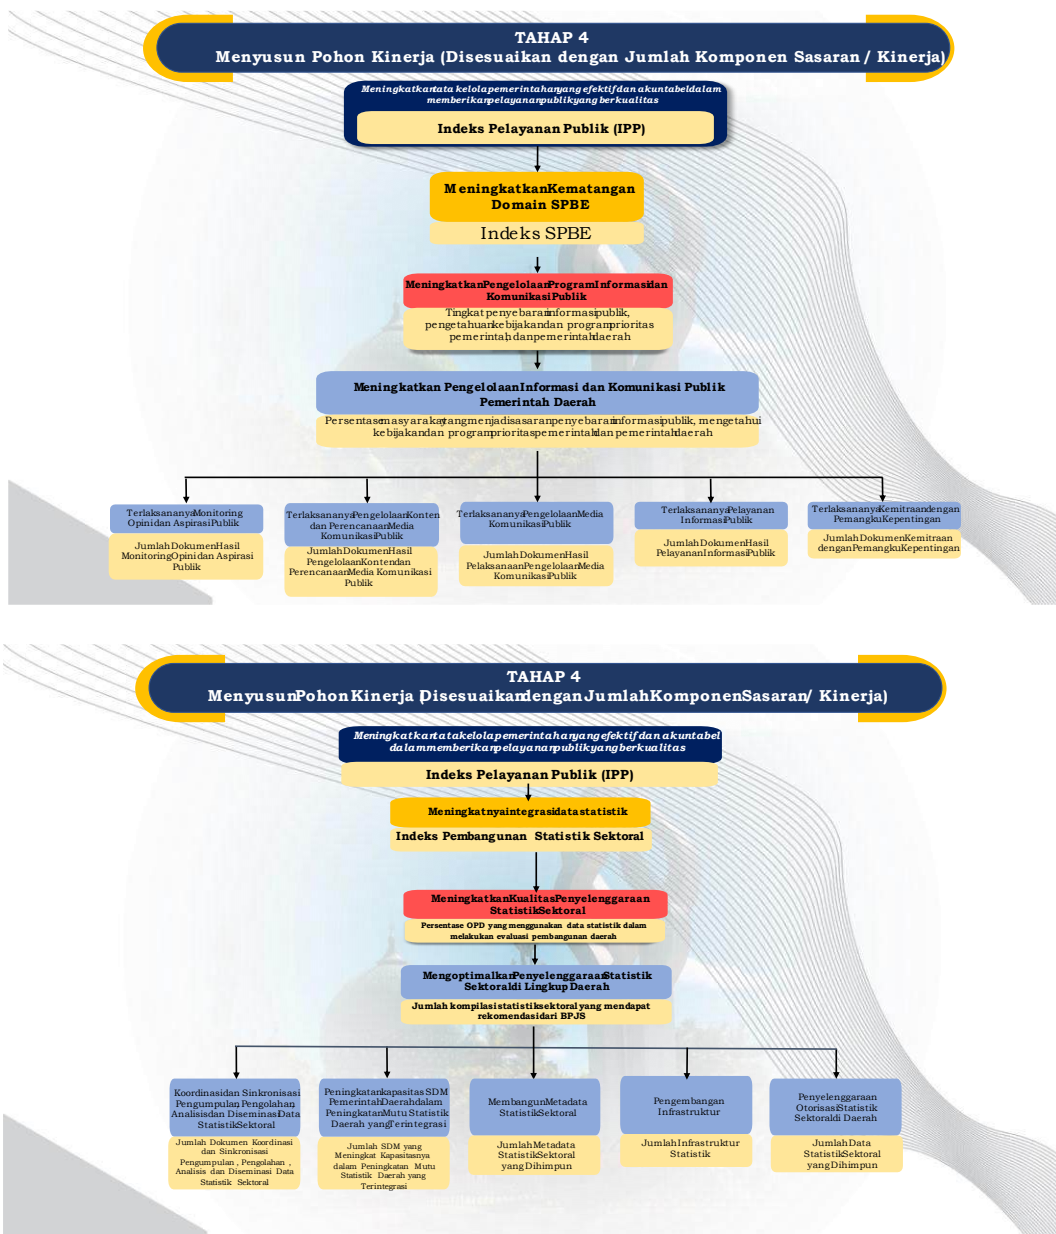 TAHAP 4
Menyusun Pohon Kinerja (Disesuaikan dengan Jumlah Komponen Sasaran / Kinerja)
Meningkatkan tata kelola pemerintahan yang efektif dan akuntabel dalam
memberikan pelayanan publik yang berkualitas
Indeks Pelayanan Publik (IPP)
Meningkatkan Kematangan
Domain SPBE
Indeks SPBE
Meningkatkan Pengelolaan Program Informasi dan
Komunikasi Publik
Tingkat penyebaran informasi publik,
pengetahuan kebijakan dan program prioritas
pemerintah, dan pemerintah daerah
Meningkatkan Pengelolaan Informasi dan Komunikasi Publik
Pemerintah Daerah
Persentase masyarakat yang menjadi sasaran penyebaran informasi publik, mengetahui
kebijakan dan program prioritas pemerintah dan pemerintah daerah
Terlaksananya Monitoring
Opini dan Aspirasi Publik
Jumlah Dokumen Hasil
Monitoring Opini dan Aspirasi
Publik
Terlaksananya Pengelolaan Konten
dan Perencanaan Media
Komunikasi Publik
Jumlah Dokumen Hasil
Pengelolaan Konten dan
Perencanaan Media Komunikasi
Publik
Terlaksananya Pengelolaan Media
Komunikasi Publik
Jumlah Dokumen Hasil
Pelaksanaan Pengelolaan Media
Komunikasi Publik
Terlaksananya Pelayanan
Informasi Publik
Jumlah Dokumen Hasil
Pelayanan Informasi Publik
Terlaksananya Kemitraan dengan
Pemangku Kepentingan
Jumlah Dokumen Kemitraan
dengan Pemangku Kepentingan
TAHAP 4
Menyusun Pohon Kinerja (Disesuaikan dengan Jumlah Komponen Sasaran / Kinerja)
Meningkatkan tata kelola pemerintahan yang efektif dan akuntabel
dalam memberikan pelayanan publik yang berkualitas
Indeks Pelayanan Publik (IPP)
Meningkatnya integrasi data statistik
Indeks Pembangunan Statistik Sektoral
Meningkatkan Kualitas Penyelenggaraan
Statistik Sektoral
Persentase OPD yang menggunakan data statistik dalam
melakukan evaluasi pembangunan daerah
Mengoptimalkan Penyelenggaraan Statistik
Sektoral di Lingkup Daerah
Jumlah kompilasi statistik sektoral yang mendapat
rekomendasi dari BPJS
Koordinasi dan Sinkronisasi
Pengumpulan, Pengolahan,
Analisis dan Diseminasi Data
Statistik Sektoral
Jumlah Dokumen Koordinasi
dan Sinkronisasi
Pengumpulan , Pengolahan ,
Analisis dan Diseminasi Data
Statistik Sektoral
Peningkatan kapasitas SDM
Pemerintah Daerah dalam
Peningkatan Mutu Statistik
Daerah yang Terintegrasi
Jumlah SDM yang
Meningkat Kapasitasnya
dalam Peningkatan Mutu
Statistik Daerah yang
Terintegrasi
Membangun Metadata
Statistik Sektoral
Jumlah Metadata
Statistik Sektoral
yang Dihimpun
Pengembangan
Infrastruktur
Jumlah Infrastruktur
Statistik
Penyelenggaraan
Otorisasi Statistik
Sektoral di Daerah
Jumlah Data
Statistik Sektoral
yang Dihimpun